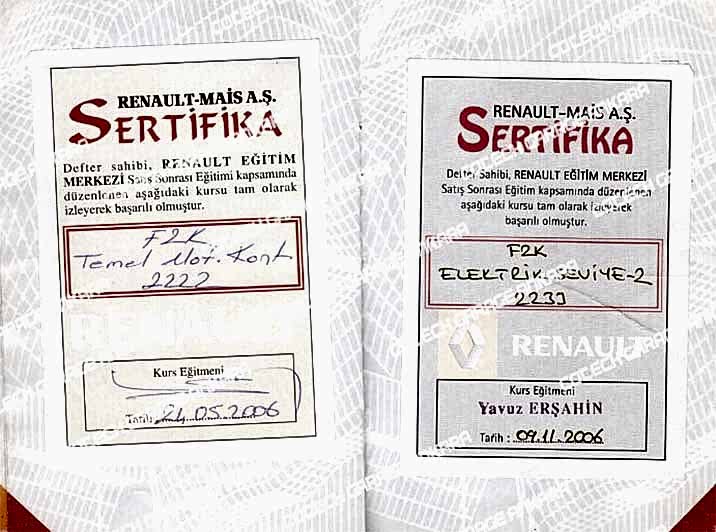 RENAULT-MAİS A.Ş.
SERTİFİKA
Defter sahibi, RENAULT EĞİTİM
MERKEZİ Satış Sonrası Eğitimi kapsamında
düzenlenen aşağıdaki kursu tam olarak
izleyerek başarılı olmuştur.
F2K
Temel Mot. Kont
2222
Kurs Eğitmeni
Tarih: 24.05.2006
RENAULT-MAİS A.Ş.
SERTİFİKA
Defter Sahibi, RENAULT EĞİTİM MERKEZİ
Satış Sonrası Eğitim kapsamında düzenlenen
aşağıdaki kursu tam olarak izleyerek
başarılı olmuştur.
F2K
ELEKTRİK SEVİYE-2
2233
RENAULT
Kurs Eğitmeni
Yavuz ERŞAHİN
Tarih : 09.11.2006